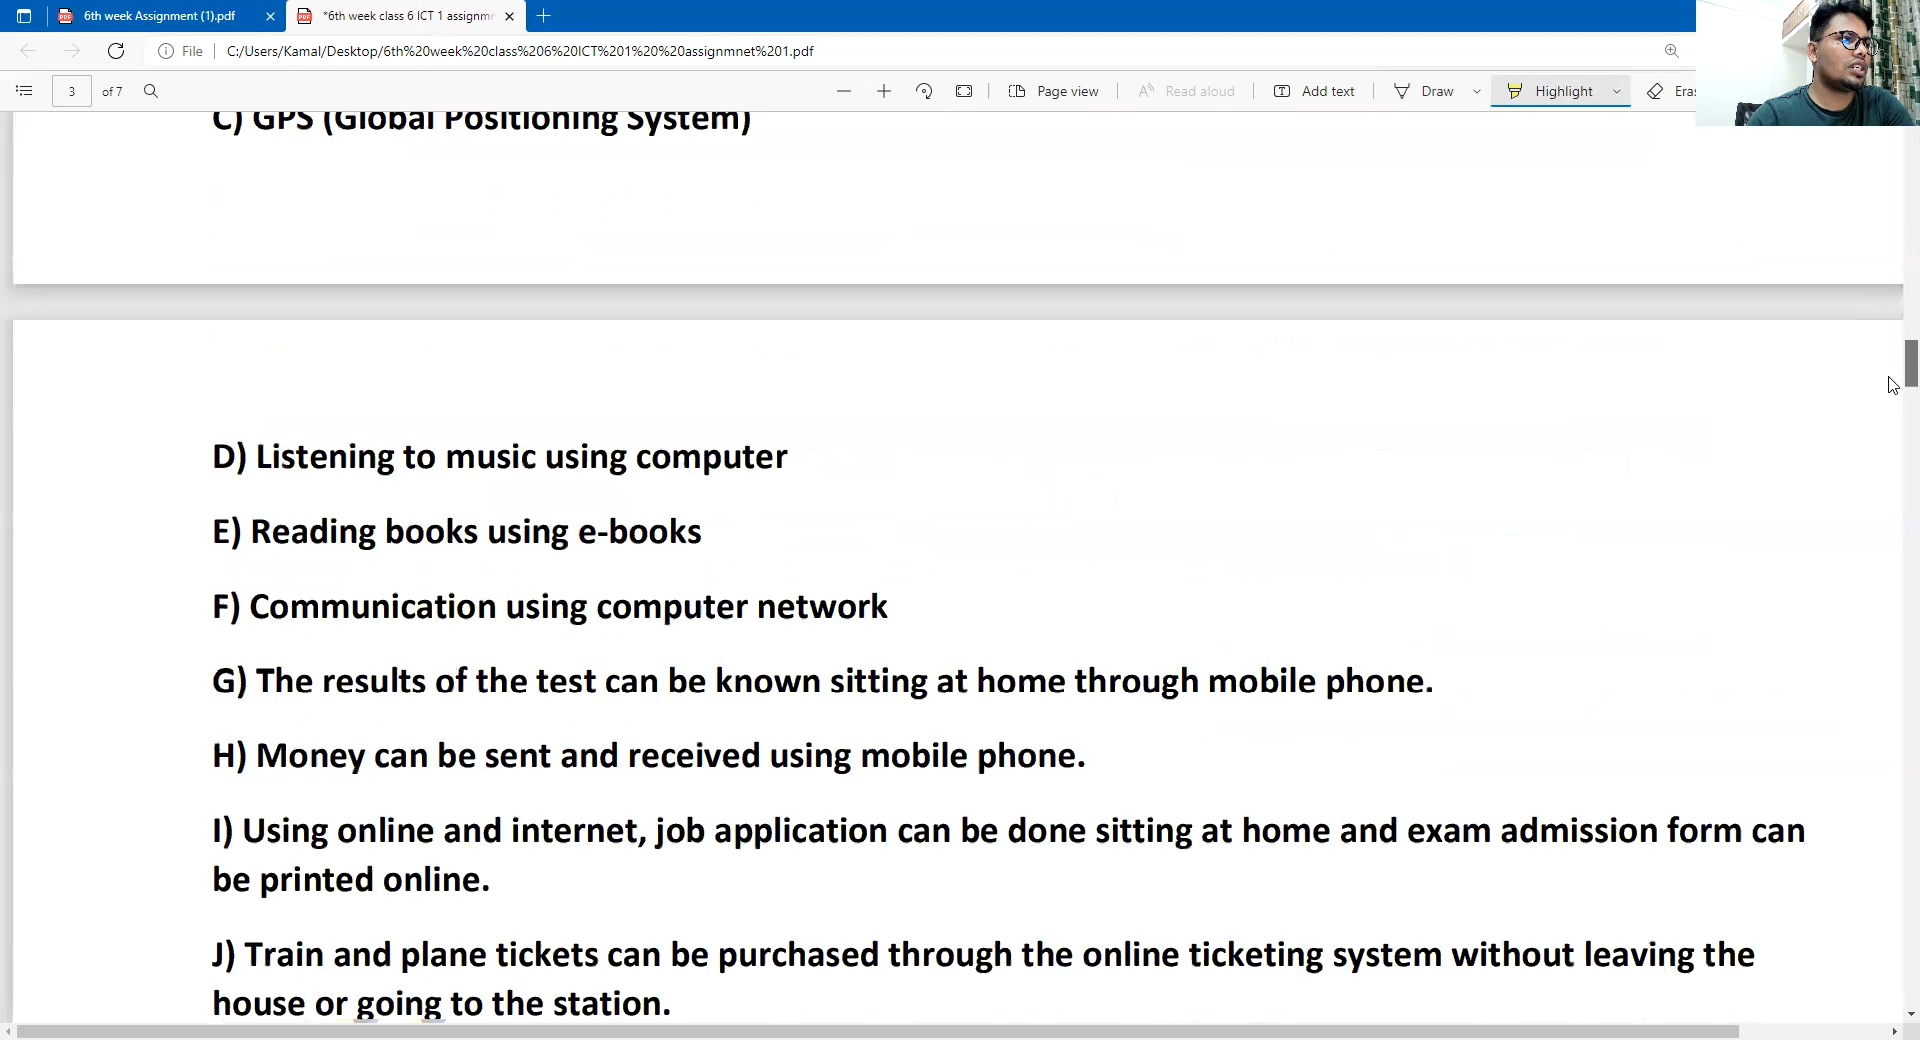 6th week Assignment (1).pdf
*6th week class 6 ICT 1 assignmr
File
C:/Users/Kamal/Desktop/6th%20week%20class%206%20ICT%201%20%20assignmnet%201.pdf
3 of 7
Page view
Read aloud
Add text
Draw
Highlight
Eras
C) GPS (Global Positioning System)
D) Listening to music using computer
E) Reading books using e-books
F) Communication using computer network
G) The results of the test can be known sitting at home through mobile phone.
H) Money can be sent and received using mobile phone.
I) Using online and internet, job application can be done sitting at home and exam admission form can
be printed online.
J) Train and plane tickets can be purchased through the online ticketing system without leaving the
house or going to the station.